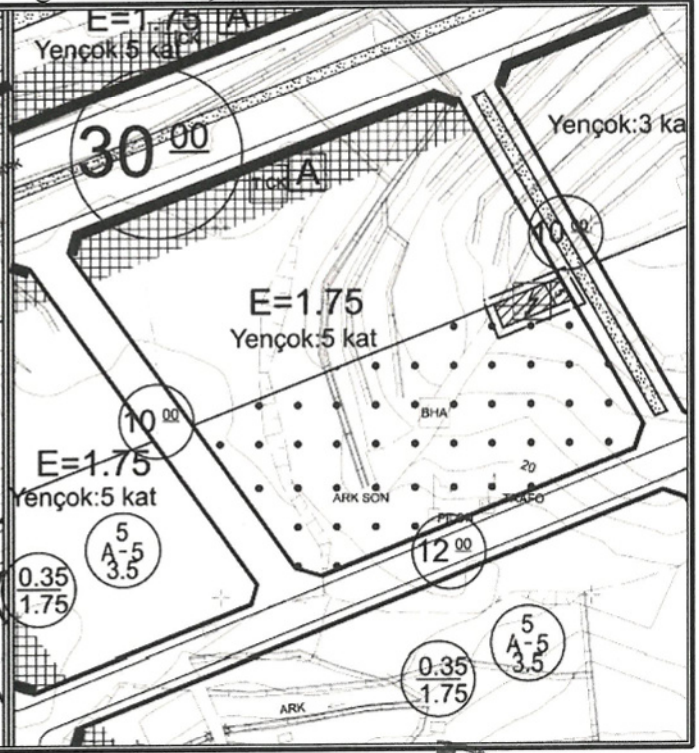 E=1.75 A
Yençok:5 kat
30 00
Yençok:3 ka
TİCK A
10 00
E=1.75
Yençok:5 kat
BHA
10 00
E=1.75
Yençok:5 kat
20
ARK SON
TRAFO
12 00
5
A-5
3.5
0.35
1.75
5
A-5
3.5
0.35
1.75
ARK